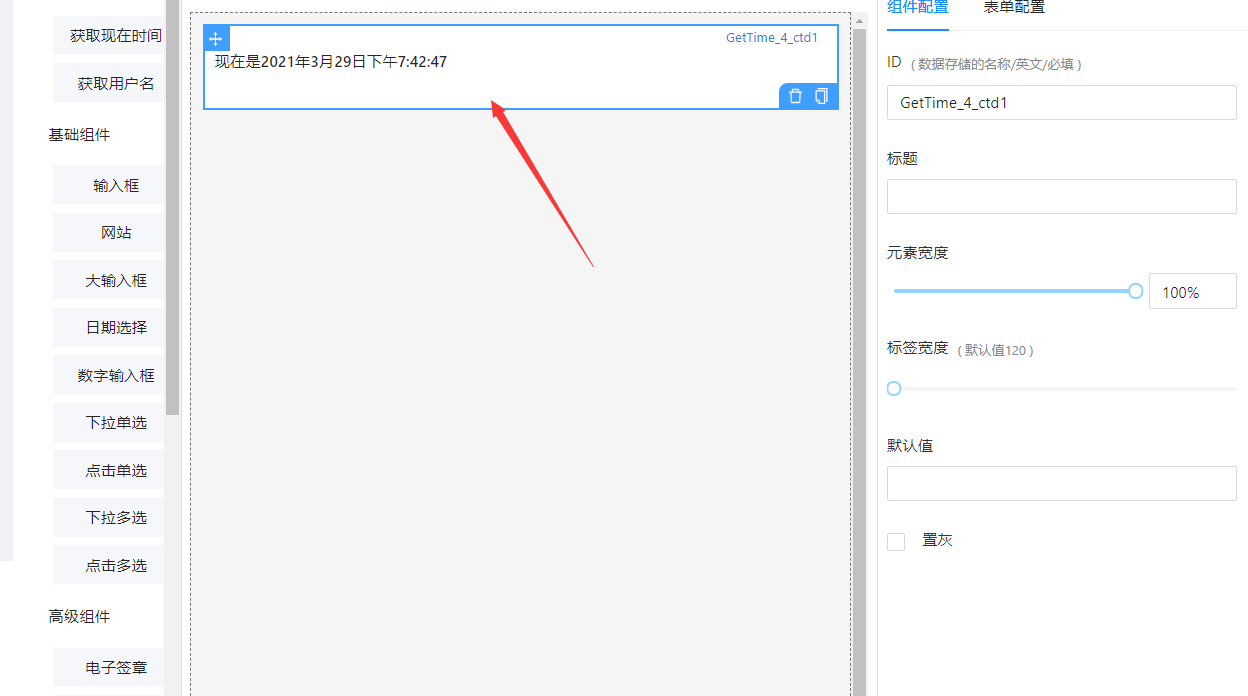 获取现在时间
获取用户名
基础组件
输入框
网站
大输入框
日期选择
数字输入框
下拉单选
点击单选
下拉多选
点击多选
高级组件
电子签章
GetTime_4_ctd1
现在是2021年3月29日下午7:42:47
组件配置
表单配置
ID (数据存储的名称/英文/必填)
GetTime_4_ctd1
标题
元素宽度
100%
标签宽度 (默认值120)
默认值
置灰